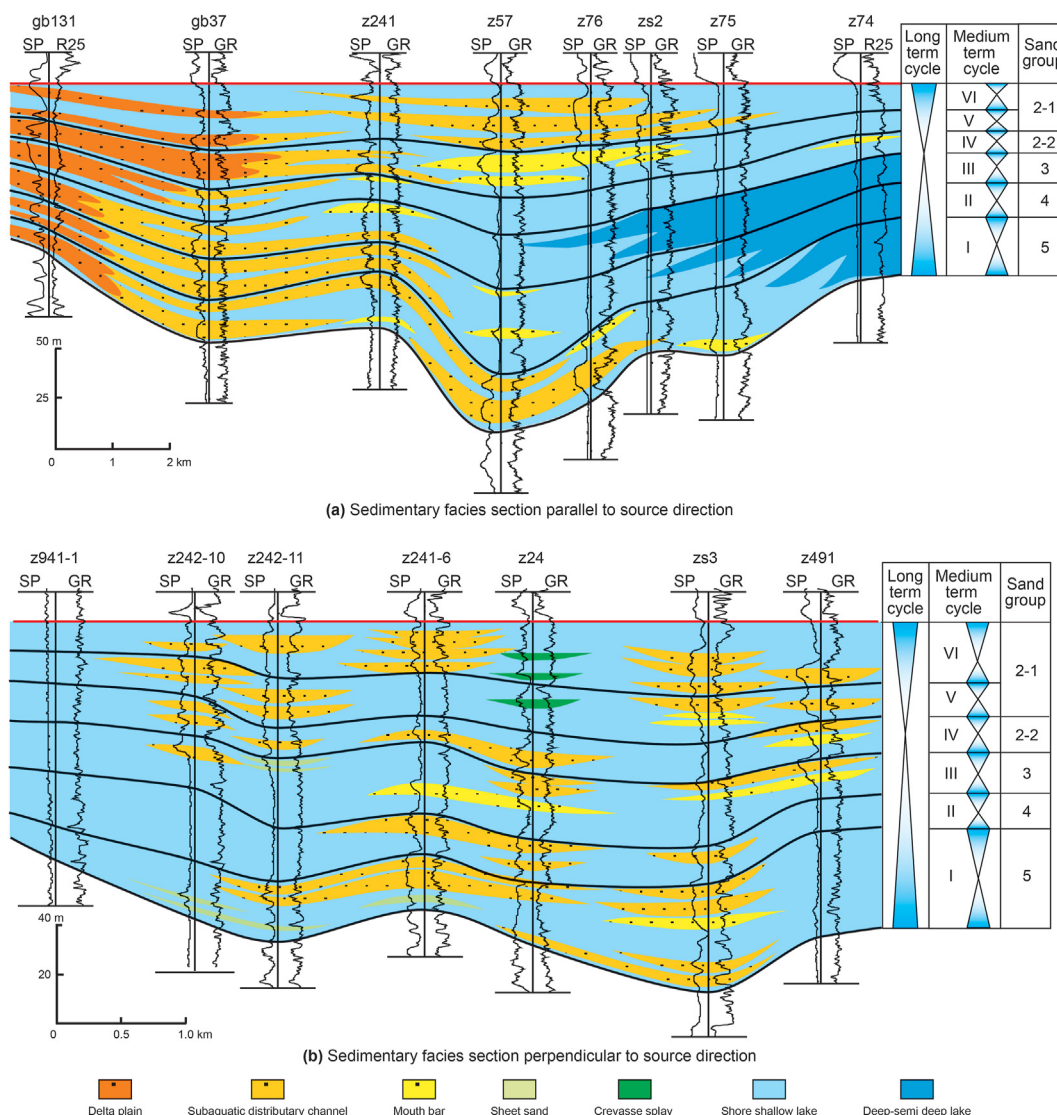 gb131 gb37 z241 z57 z76 zs2 z75 z74
SP R25 SP GR SP GR SP GR SP GR SP GR SP GR SP R25
Long term cycle
Medium term cycle
Sand group
VI
V
IV
III
II
I
2-1
2-2
3
4
5
50 m
25
0 1 2 km
(a) Sedimentary facies section parallel to source direction
z941-1 z242-10 z242-11 z241-6 z24 zs3 z491
SP GR SP GR SP GR SP GR SP GR SP GR SP GR
Long term cycle
Medium term cycle
Sand group
VI
V
IV
III
II
I
2-1
2-2
3
4
5
40 m
20
0 0.5 1.0 km
(b) Sedimentary facies section perpendicular to source direction
Delta plain Subaquatic distributary channel Mouth bar Sheet sand Crevasse splay Shore shallow lake Deep-semi deep lake